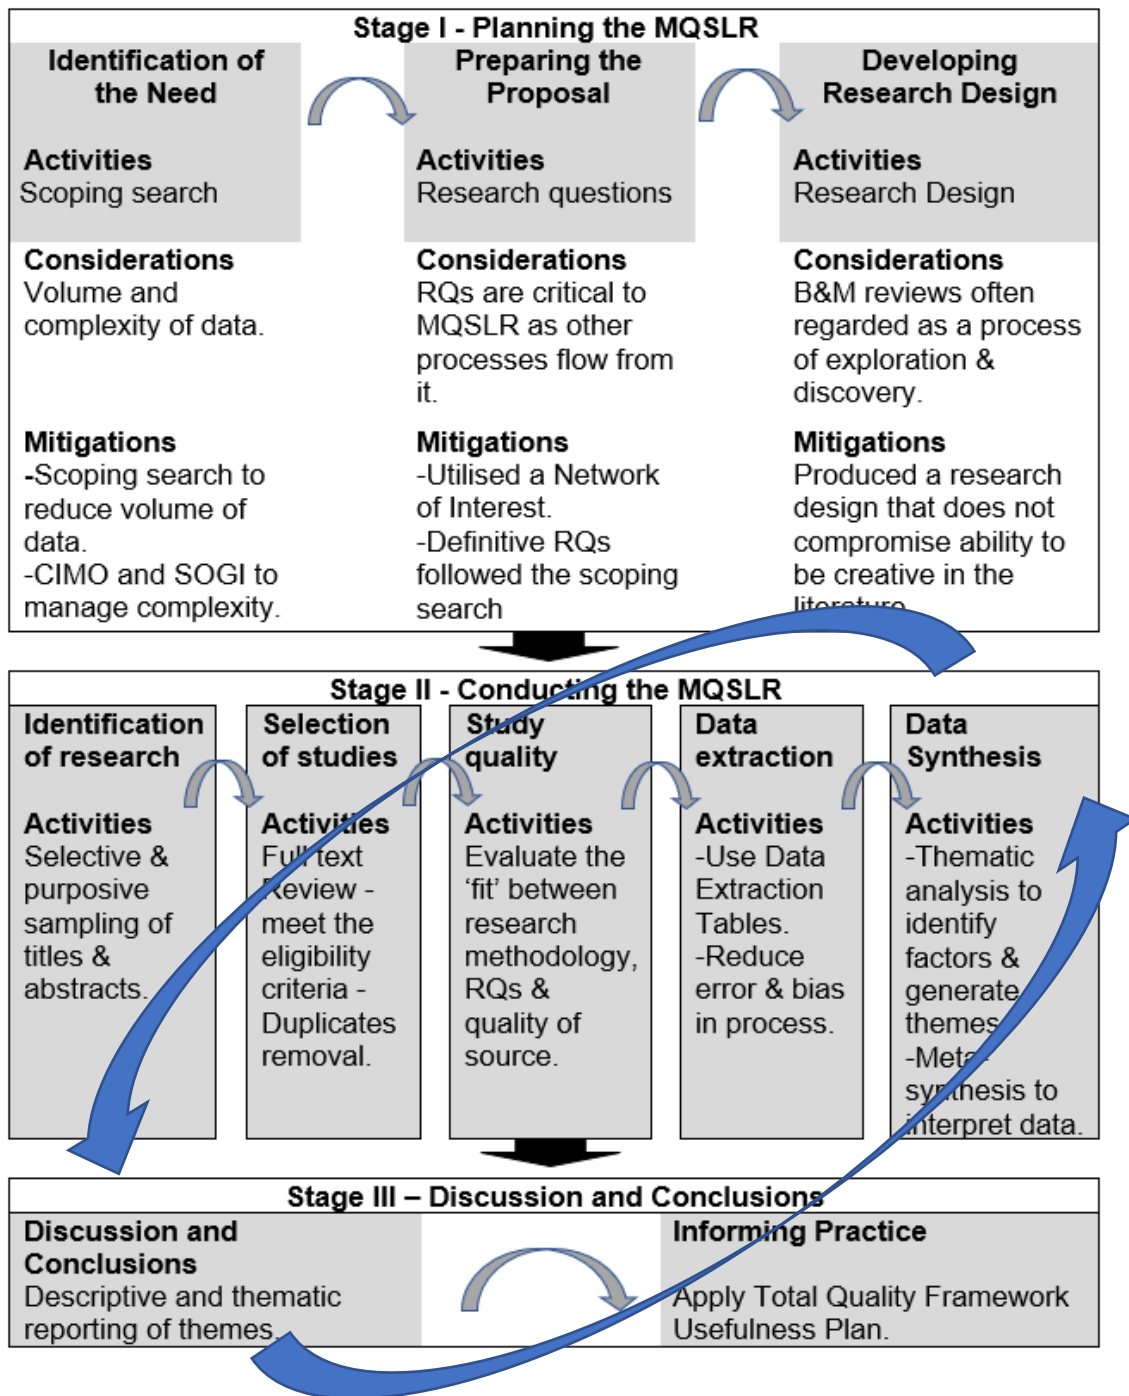 Stage I - Planning the MQSLR
Identification of
the Need
Activities
Scoping search
Considerations
Volume and
complexity of data.
Mitigations
-Scoping search to
reduce volume of
data.
-CIMO and SOGI to
manage complexity.
Preparing the
Proposal
Activities
Research questions
Considerations
RQs are critical to
MQSLR as other
processes flow from
it.
Mitigations
-Utilised a Network
of Interest.
-Definitive RQs
followed the scoping
search
Developing
Research Design
Activities
Research Design
Considerations
B&M reviews often
regarded as a process
of exploration &
discovery.
Mitigations
Produced a research
design that does not
compromise ability to
be creative in the
literature
Stage II - Conducting the MQSLR
Identification
of research
Activities
Selective &
purposive
sampling of
titles &
abstracts.
Selection
of studies
Activities
Full text
Review -
meet the
eligibility
criteria -
Duplicates
removal.
Study
quality
Activities
Evaluate the
‘fit’ between
research
methodology,
RQs &
quality of
source.
Data
extraction
Activities
-Use Data
Extraction
Tables.
-Reduce
error & bias
in process.
Data
Synthesis
Activities
-Thematic
analysis to
identify
factors &
generate
themes
-Meta-
synthesis to
interpret data.
Stage III – Discussion and Conclusions
Discussion and
Conclusions
Descriptive and thematic
reporting of themes.
Informing Practice
Apply Total Quality Framework
Usefulness Plan.